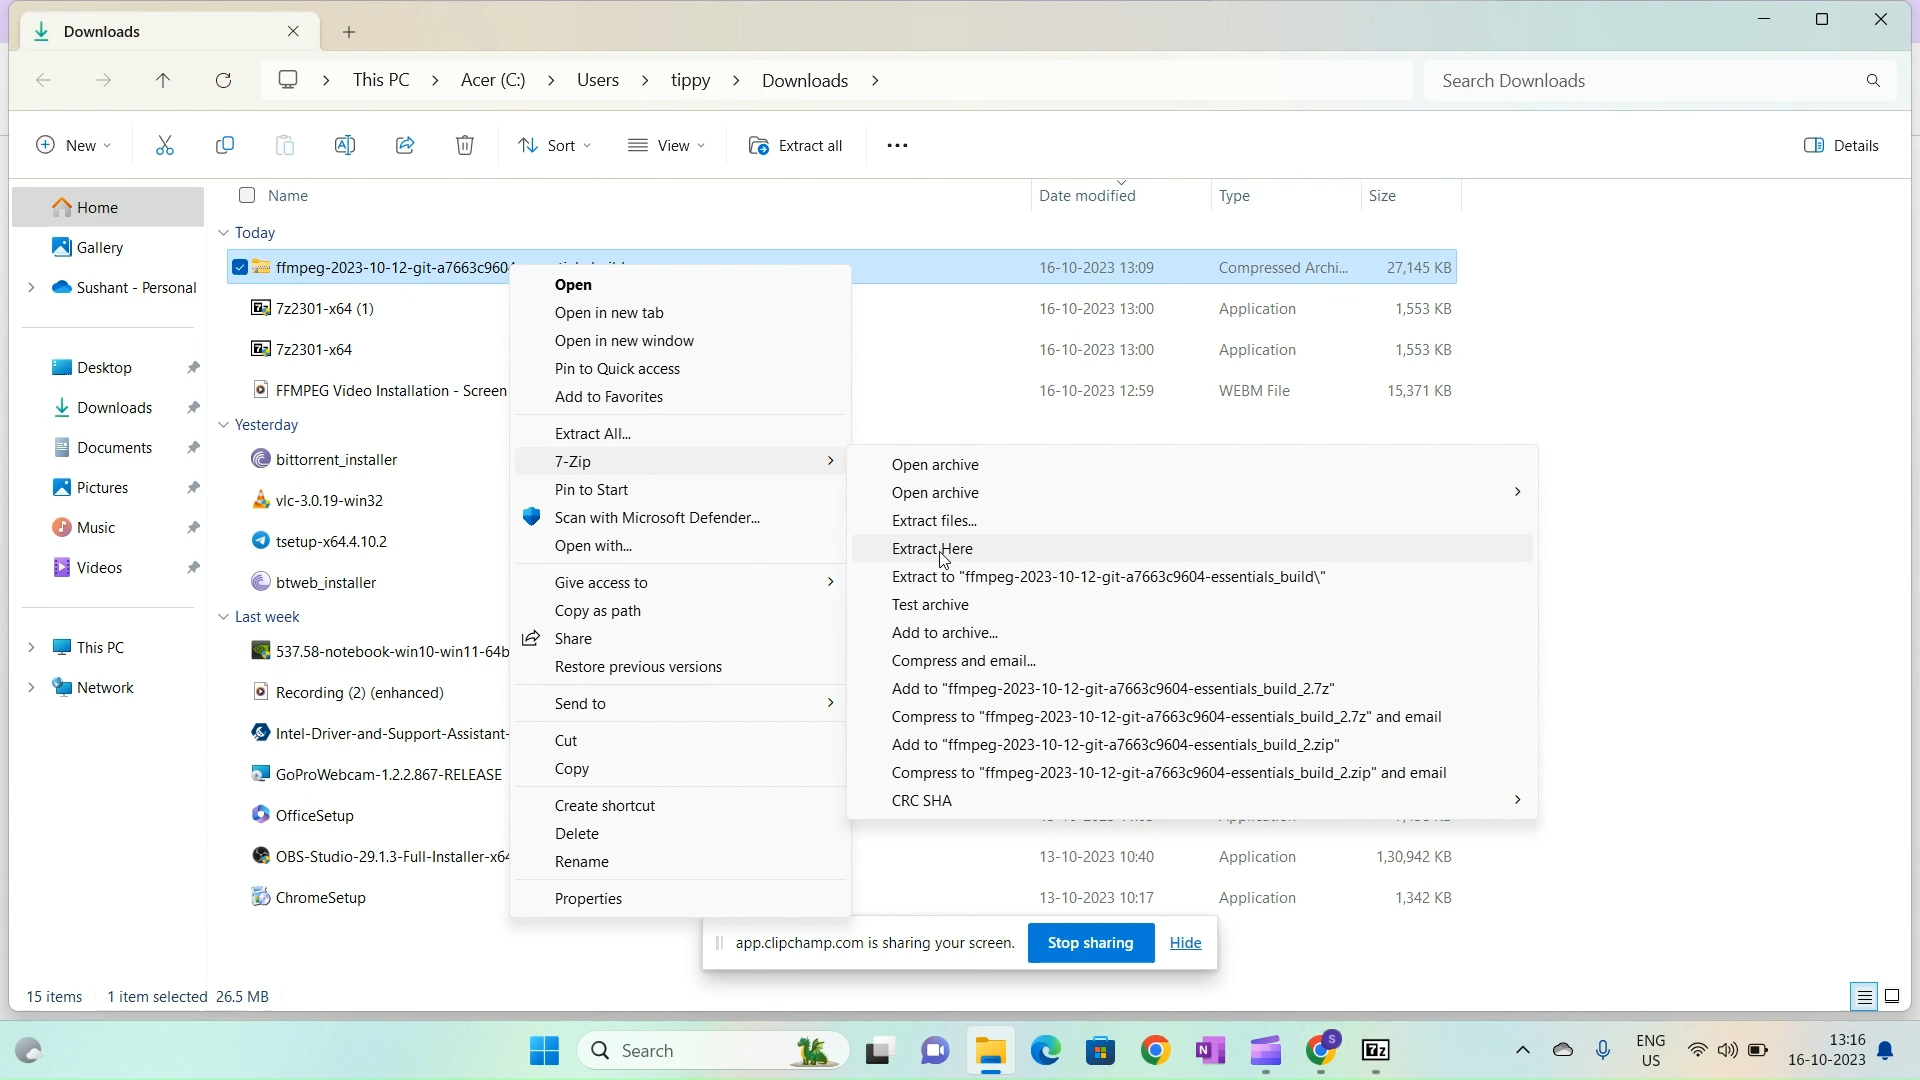 Downloads
This PC
Acer (C:)
Users
tippy
Downloads
Search Downloads
New
Sort
View
Extract all
Details
Name
Date modified
Type
Size
Home
Gallery
Sushant - Personal
Desktop
Downloads
Documents
Pictures
Music
Videos
This PC
Network
Today
ffmpeg-2023-10-12-git-a7663c9604
16-10-2023 13:09
Compressed Archi...
27,145 KB
7z2301-x64 (1)
16-10-2023 13:00
Application
1,553 KB
7z2301-x64
16-10-2023 13:00
Application
1,553 KB
FFMPEG Video Installation - Screen
16-10-2023 12:59
WEBM File
15,371 KB
Yesterday
bittorrent_installer
vlc-3.0.19-win32
tsetup-x64.4.10.2
btweb_installer
Last week
537.58-notebook-win10-win11-64b
Recording (2) (enhanced)
Intel-Driver-and-Support-Assistant-
GoProWebcam-1.2.2.867-RELEASE
OfficeSetup
OBS-Studio-29.1.3-Full-Installer-x64
13-10-2023 10:40
Application
1,30,942 KB
ChromeSetup
13-10-2023 10:17
Application
1,342 KB
Open
Open in new tab
Open in new window
Pin to Quick access
Add to Favorites
Extract All...
7-Zip
Pin to Start
Scan with Microsoft Defender...
Open with...
Give access to
Copy as path
Share
Restore previous versions
Send to
Cut
Copy
Create shortcut
Delete
Rename
Properties
Open archive
Open archive
Extract files...
Extract Here
Extract to "ffmpeg-2023-10-12-git-a7663c9604-essentials_build\"
Test archive
Add to archive...
Compress and email...
Add to "ffmpeg-2023-10-12-git-a7663c9604-essentials_build_2.7z"
Compress to "ffmpeg-2023-10-12-git-a7663c9604-essentials_build_2.7z" and email
Add to "ffmpeg-2023-10-12-git-a7663c9604-essentials_build_2.zip"
Compress to "ffmpeg-2023-10-12-git-a7663c9604-essentials_build_2.zip" and email
CRC SHA
app.clipchamp.com is sharing your screen.
Stop sharing
Hide
15 items
1 item selected 26.5 MB
Search
N
S
7z
ENG
US
13:16
16-10-2023